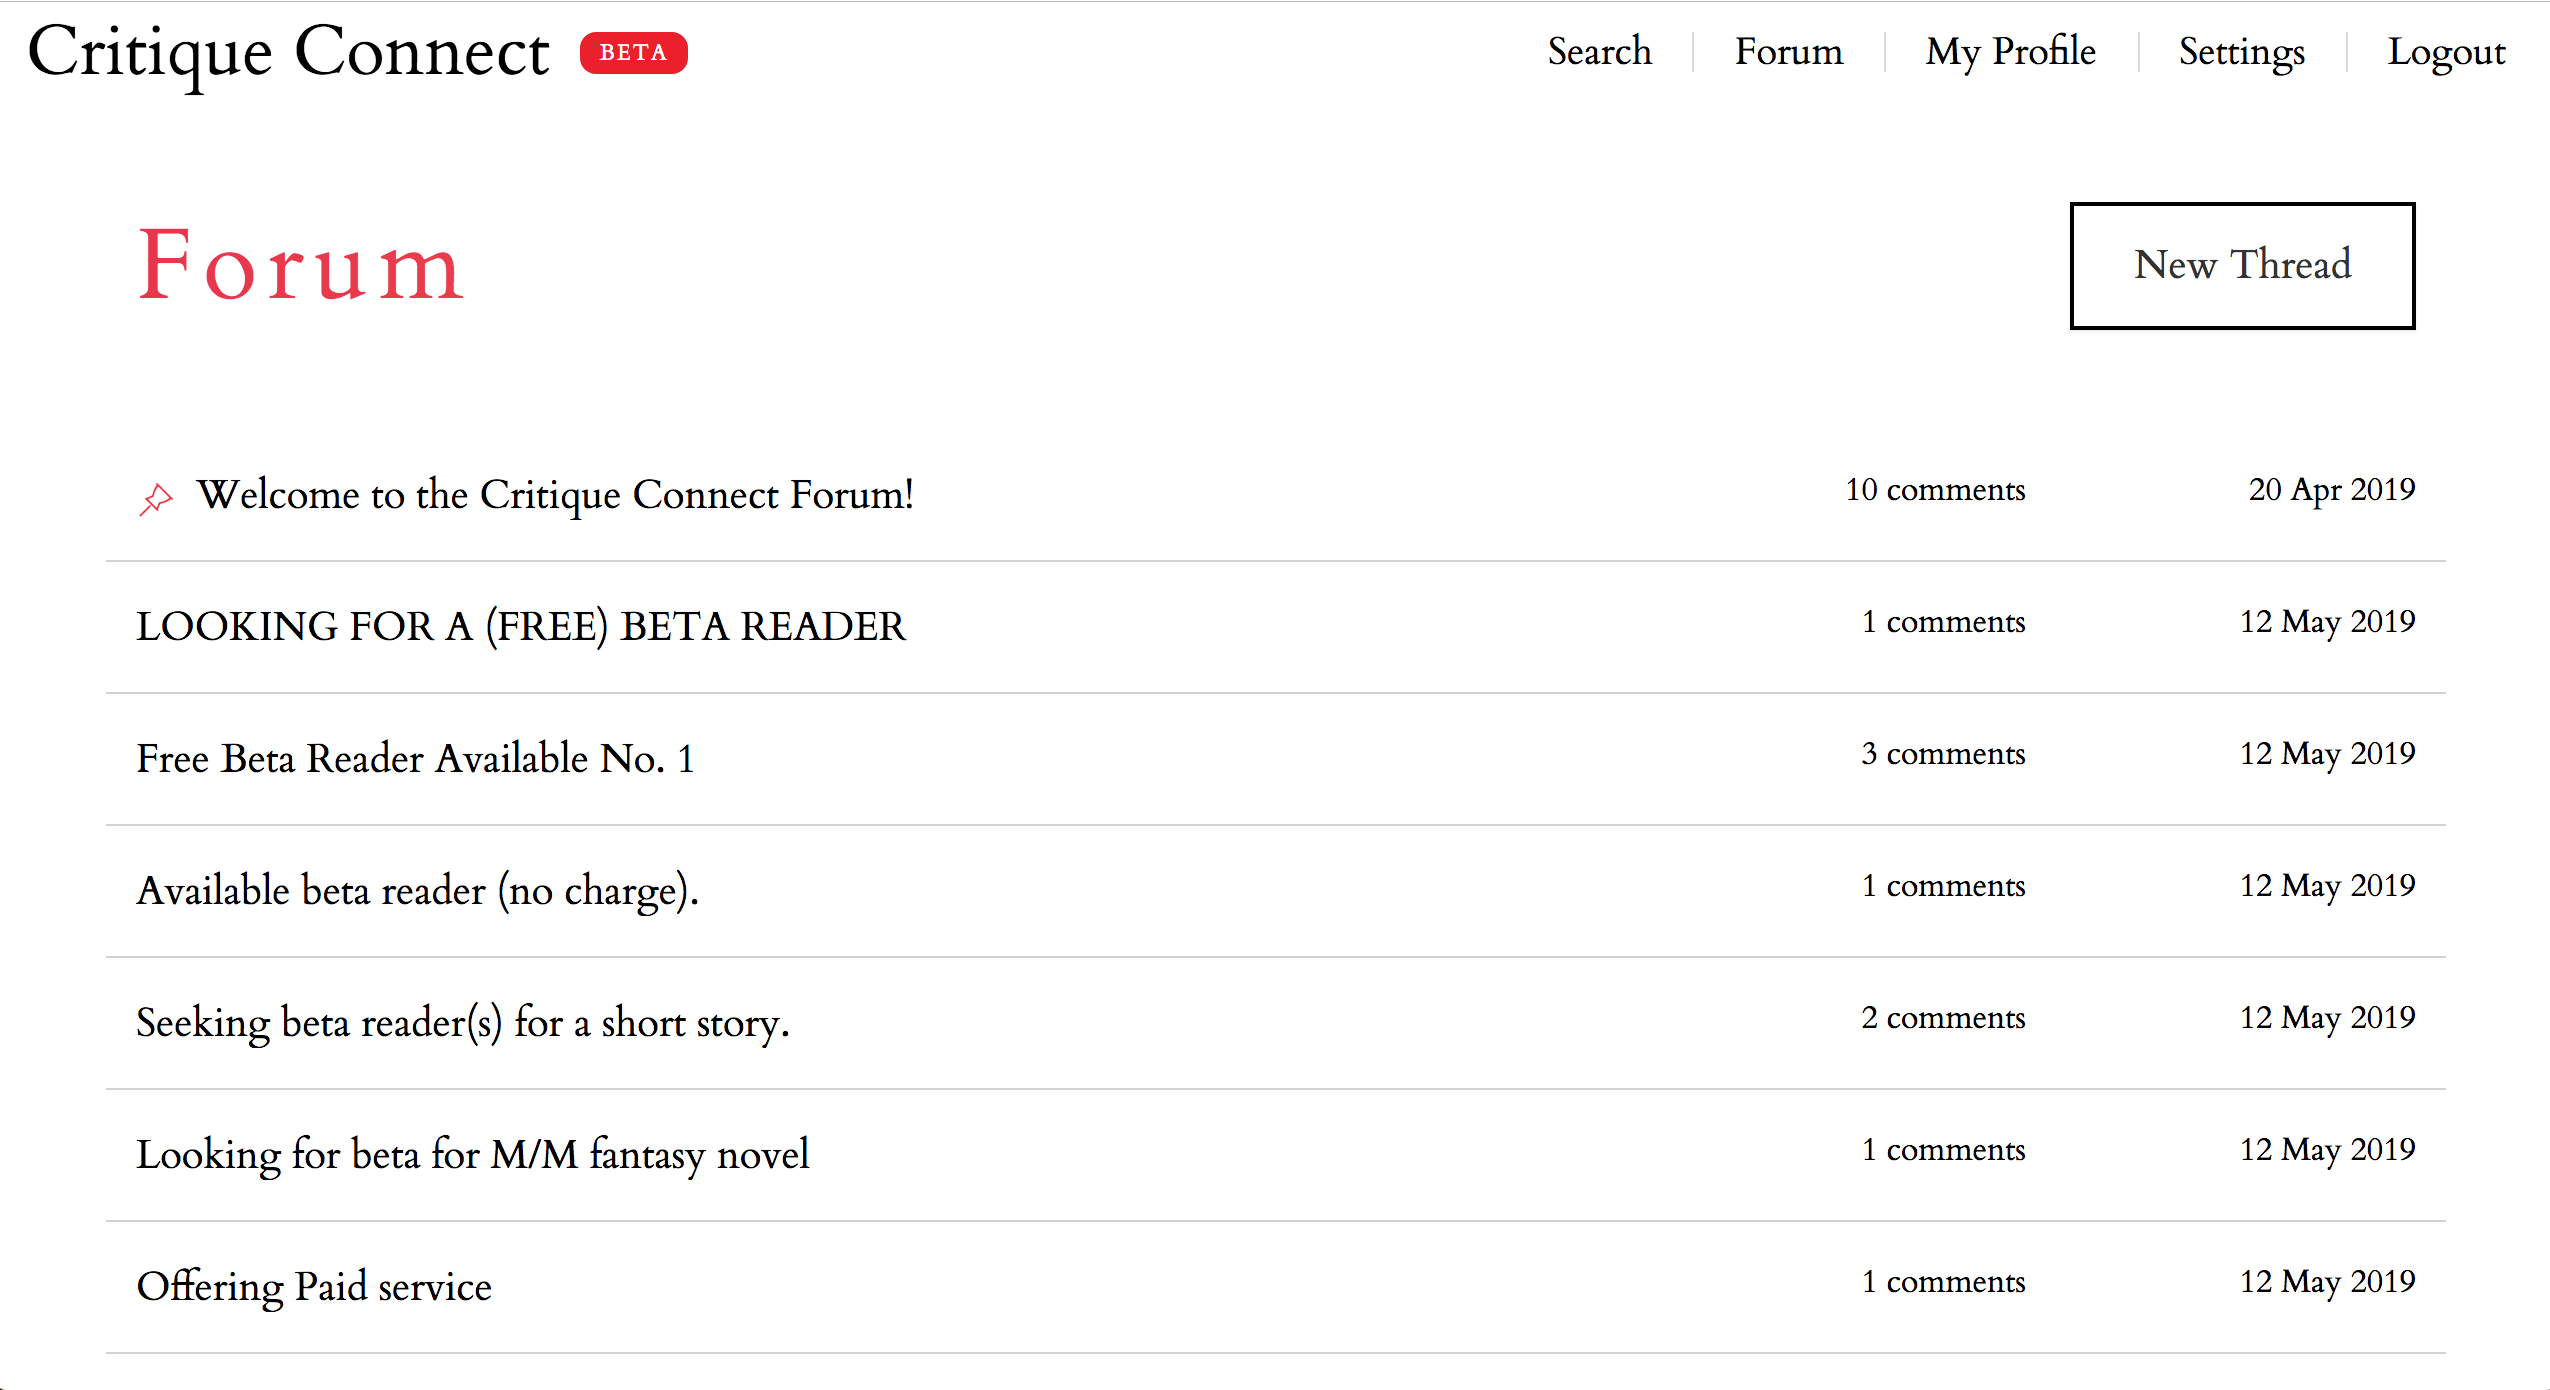 Critique Connect BETA Search Forum My Profile Settings Logout
Forum New Thread
Welcome to the Critique Connect Forum! 10 comments 20 Apr 2019
LOOKING FOR A (FREE) BETA READER 1 comments 12 May 2019
Free Beta Reader Available No. 1 3 comments 12 May 2019
Available beta reader (no charge). 1 comments 12 May 2019
Seeking beta reader(s) for a short story. 2 comments 12 May 2019
Looking for beta for M/M fantasy novel 1 comments 12 May 2019
Offering Paid service 1 comments 12 May 2019